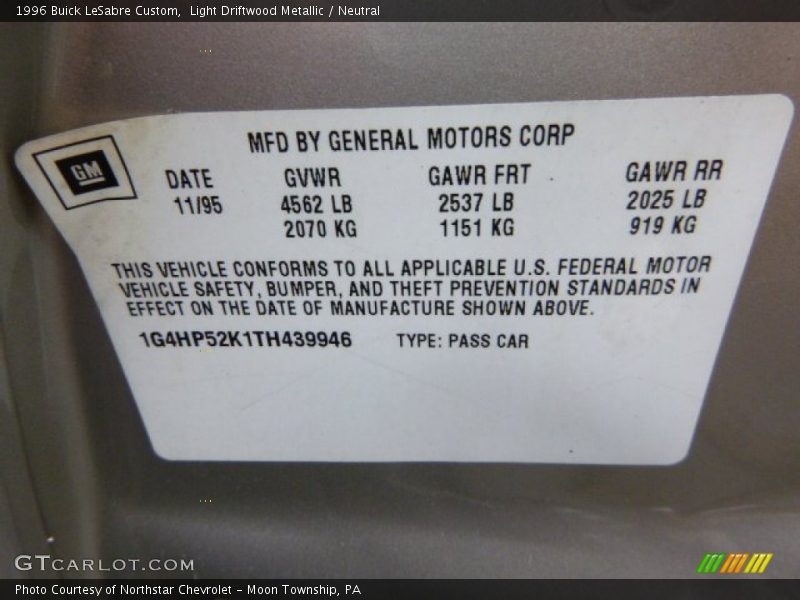 1996 Buick LeSabre Custom,  Light Driftwood Metallic / Neutral
MFD BY GENERAL MOTORS CORP
GM
DATE GVWR GAWR FRT GAWR RR
11/95 4562 LB 2537 LB 2025 LB
2070 KG 1151 KG 919 KG
THIS VEHICLE CONFORMS TO ALL APPLICABLE U.S. FEDERAL MOTOR
VEHICLE SAFETY, BUMPER, AND THEFT PREVENTION STANDARDS IN
EFFECT ON THE DATE OF MANUFACTURE SHOWN ABOVE.
1G4HP52K1TH439946 TYPE: PASS CAR
GTCARLOT.COM
Photo Courtesy of Northstar Chevrolet - Moon Township, PA